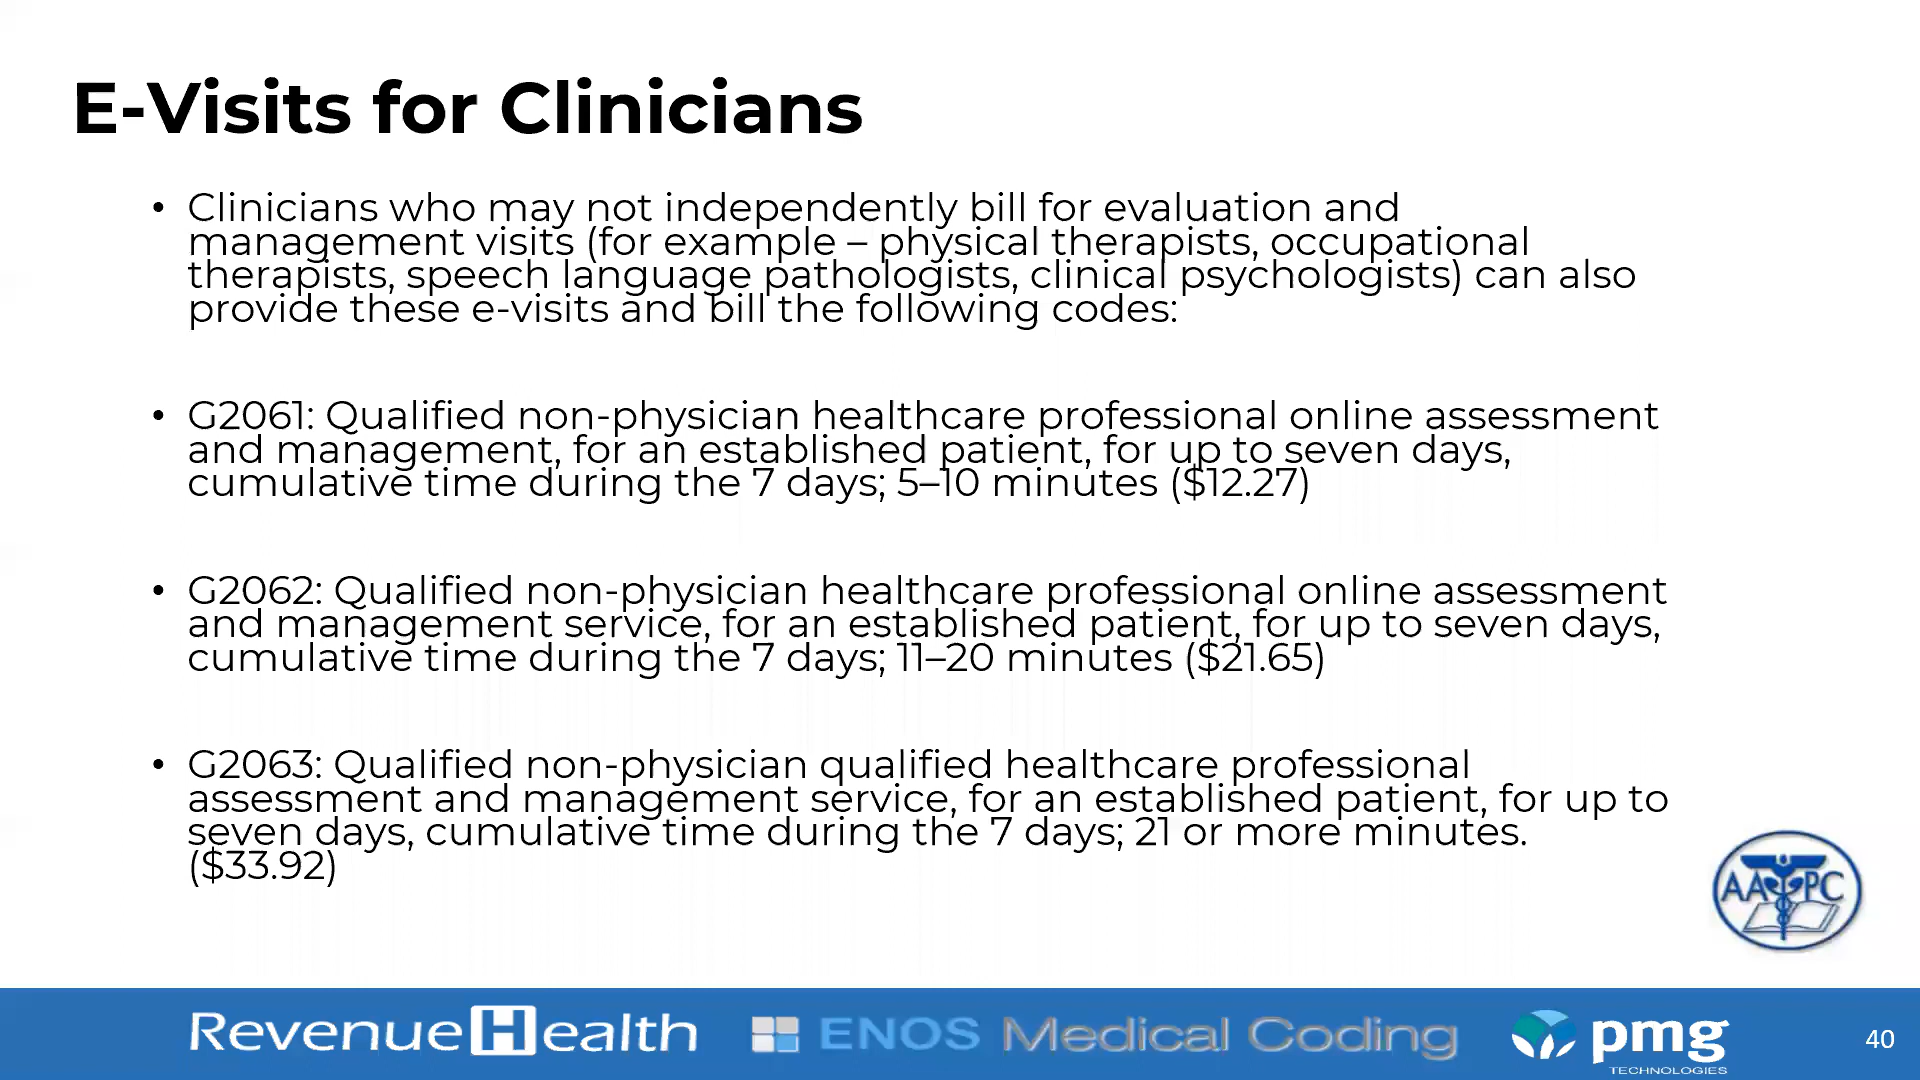 E-Visits for Clinicians
• Clinicians who may not independently bill for evaluation and
management visits (for example – physical therapists, occupational
therapists, speech language pathologists, clinical psychologists) can also
provide these e-visits and bill the following codes:
• G2061: Qualified non-physician healthcare professional online assessment
and management, for an established patient, for up to seven days,
cumulative time during the 7 days; 5–10 minutes ($12.27)
• G2062: Qualified non-physician healthcare professional online assessment
and management service, for an established patient, for up to seven days,
cumulative time during the 7 days; 11–20 minutes ($21.65)
• G2063: Qualified non-physician qualified healthcare professional
assessment and management service, for an established patient, for up to
seven days, cumulative time during the 7 days; 21 or more minutes.
($33.92)
AAPC
RevenueHealth
ENOS Medical Coding
pmg
TECHNOLOGIES
40